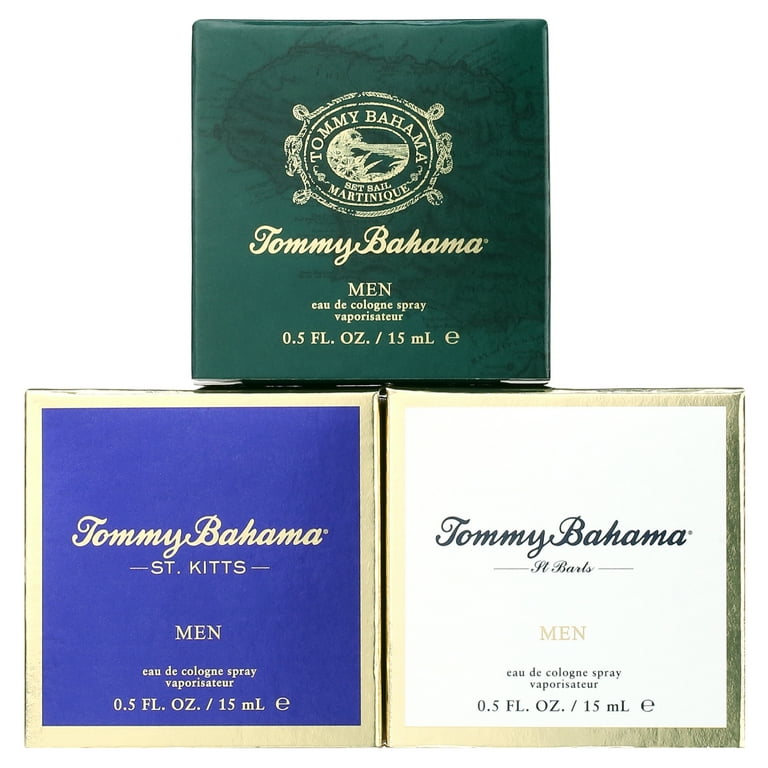 TOMMY BAHAMA
SET SAIL
MARTINIQUE
Tommy Bahama®
MEN
eau de cologne spray
vaporisateur
0.5 FL. OZ. / 15 mL ℮
Tommy Bahama®
ST. KITTS
MEN
eau de cologne spray
vaporisateur
0.5 FL. OZ. / 15 mL ℮
Tommy Bahama®
St Barts
MEN
eau de cologne spray
vaporisateur
0.5 FL. OZ. / 15 mL ℮